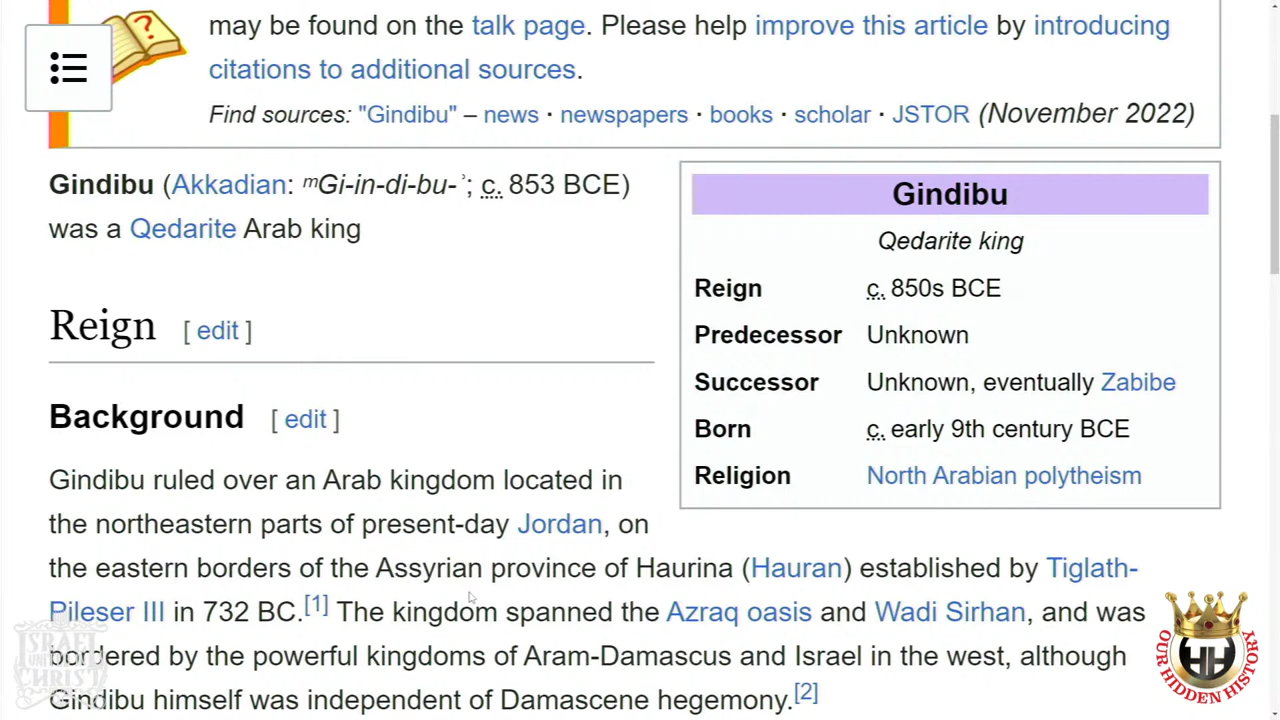 may be found on the talk page. Please help improve this article by introducing
citations to additional sources.
Find sources: "Gindibu" – news · newspapers · books · scholar · JSTOR (November 2022)
Gindibu (Akkadian: ᵐGi-in-di-bu-ʾ; c. 853 BCE)
was a Qedarite Arab king
Gindibu
Qedarite king
Reign c. 850s BCE
Predecessor Unknown
Successor Unknown, eventually Zabibe
Born c. early 9th century BCE
Religion North Arabian polytheism
Reign [ edit ]
Background [ edit ]
Gindibu ruled over an Arab kingdom located in
the northeastern parts of present-day Jordan, on
the eastern borders of the Assyrian province of Haurina (Hauran) established by Tiglath-
Pileser III in 732 BC.[1] The kingdom spanned the Azraq oasis and Wadi Sirhan, and was
bordered by the powerful kingdoms of Aram-Damascus and Israel in the west, although
Gindibu himself was independent of Damascene hegemony.[2]
ISRAEL
UNITED IN
CHRIST
OUR HIDDEN HISTORY
HH